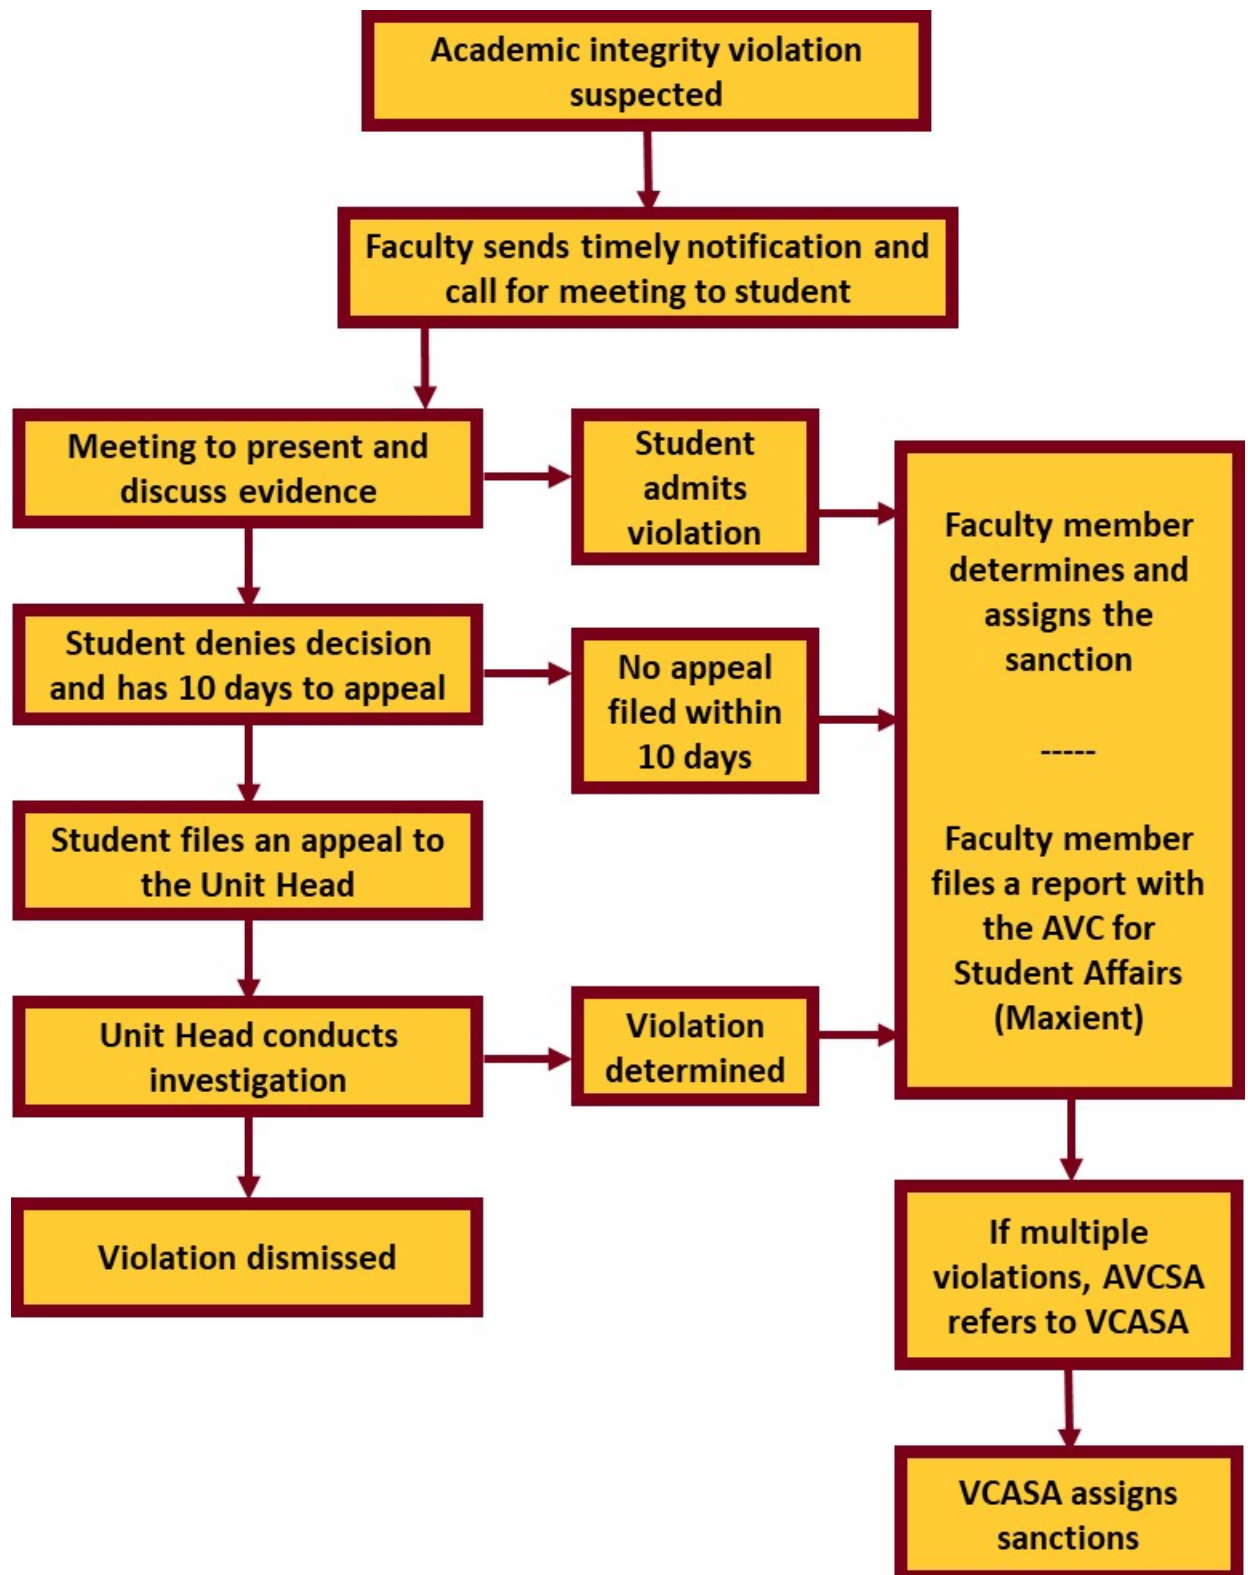 Academic integrity violation
suspected
Faculty sends timely notification and
call for meeting to student
Meeting to present and
discuss evidence
Student
admits
violation
Student denies decision
and has 10 days to appeal
No appeal
filed within
10 days
Faculty member
determines and
assigns the
sanction
-----
Faculty member
files a report with
the AVC for
Student Affairs
(Maxient)
Student files an appeal to
the Unit Head
Unit Head conducts
investigation
Violation
determined
Violation dismissed
If multiple
violations, AVCSA
refers to VCASA
VCASA assigns
sanctions